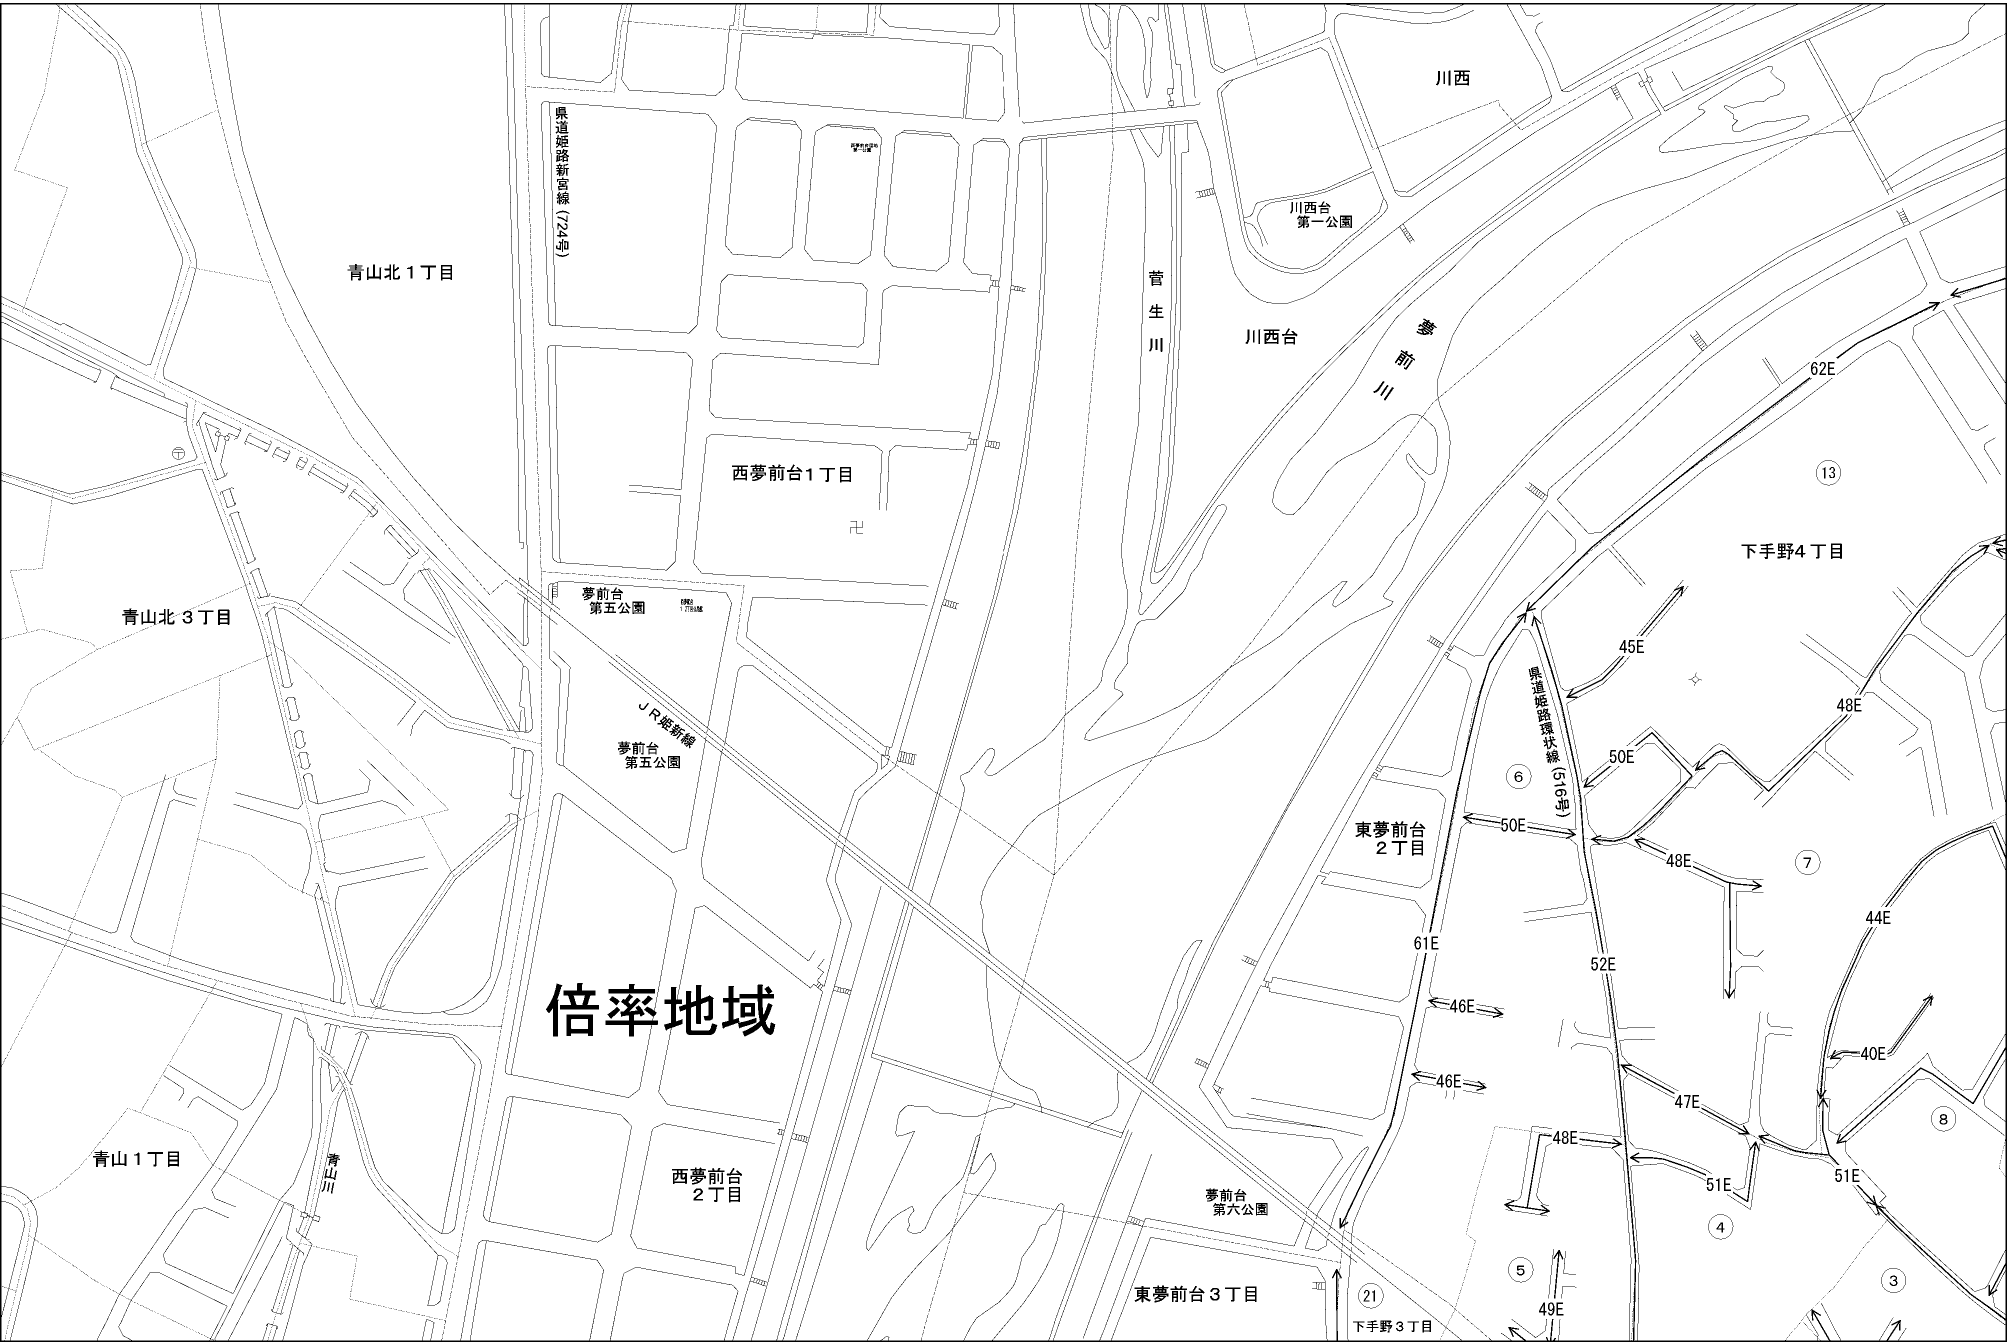 川西
県道姫路新宮線(724号)
川西台
第一公園
青山北1丁目
菅生川
川西台
夢前川
62E
西夢前台1丁目
13
下手野4丁目
夢前台
第五公園
青山北3丁目
45E
県道姫路環状線(516号)
48E
JR姫新線
夢前台
第五公園
50E
6
東夢前台
2丁目
50E
48E
7
44E
61E
52E
倍率地域
46E
40E
46E
47E
8
48E
青山1丁目
青山川
西夢前台
2丁目
51E
51E
夢前台
第六公園
4
5
3
東夢前台3丁目
21
49E
下手野3丁目